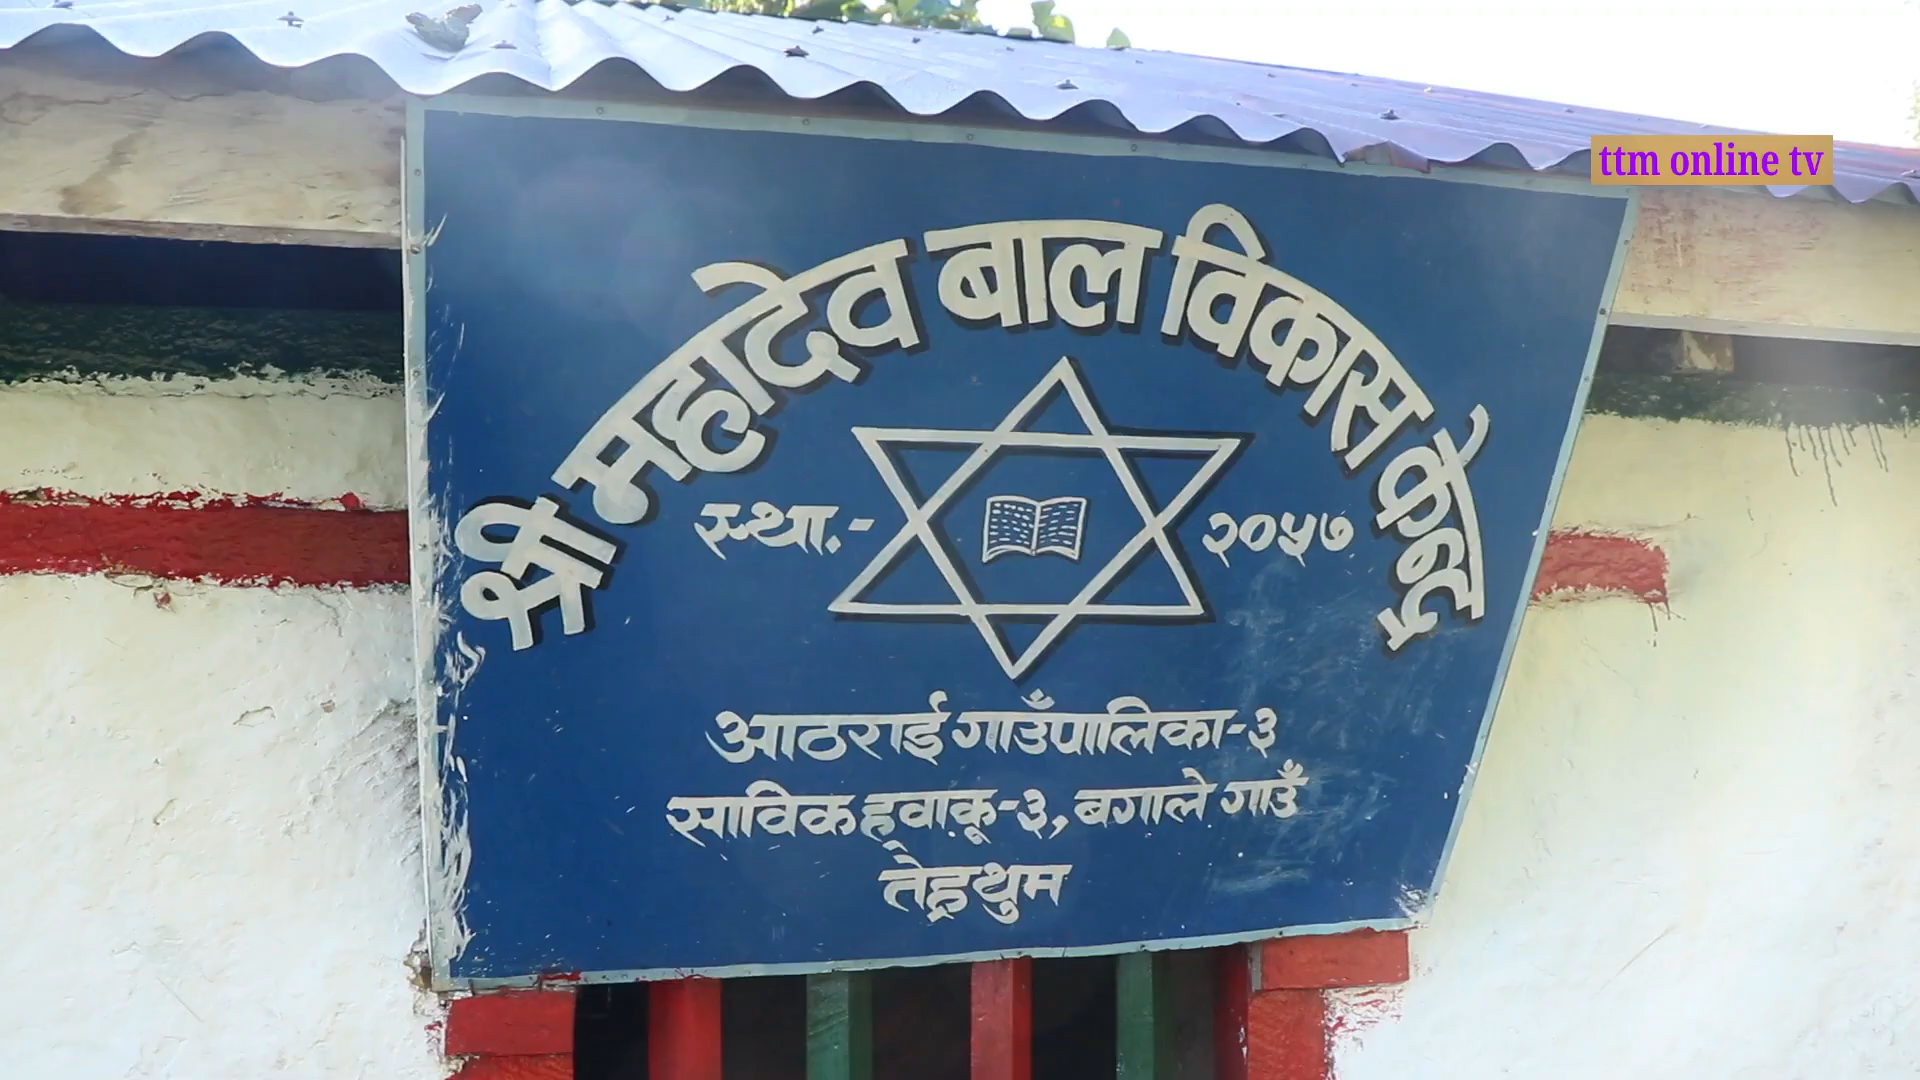 ttm online tv
श्री महादेव बाल विकास केन्द्र
स्था.- २०५७
आठराई गाउँपालिका-३
साविक हवाकू-३, बगाले गाउँ
तेह्रथुम